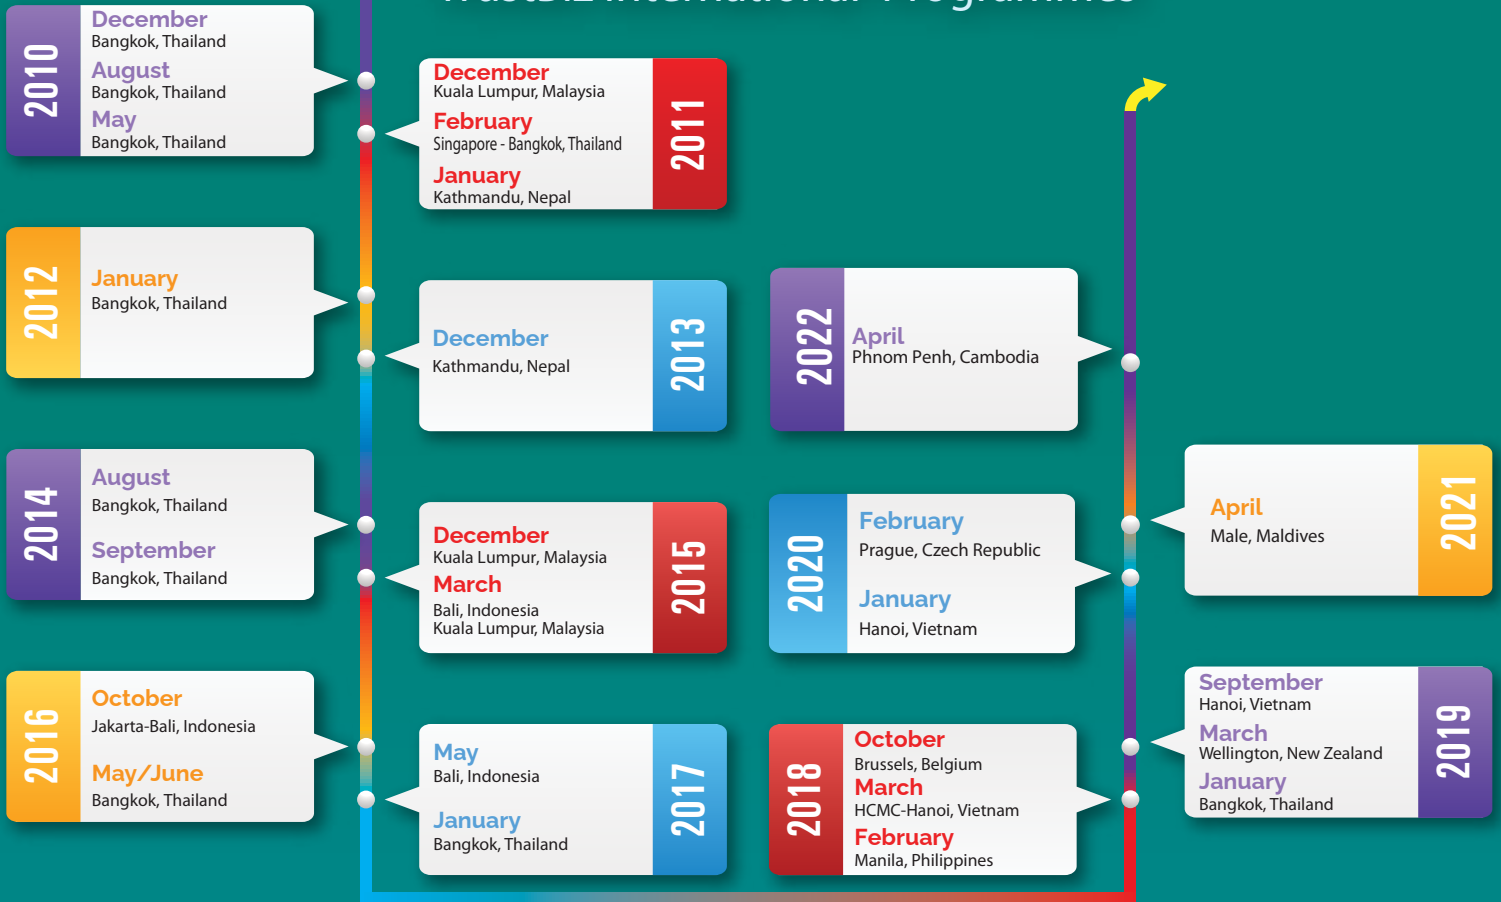 International Programmes
2010
December
Bangkok, Thailand
August
Bangkok, Thailand
May
Bangkok, Thailand
2011
December
Kuala Lumpur, Malaysia
February
Singapore - Bangkok, Thailand
January
Kathmandu, Nepal
2012
January
Bangkok, Thailand
2013
December
Kathmandu, Nepal
2014
August
Bangkok, Thailand
September
Bangkok, Thailand
2015
December
Kuala Lumpur, Malaysia
March
Bali, Indonesia
Kuala Lumpur, Malaysia
2016
October
Jakarta-Bali, Indonesia
May/June
Bangkok, Thailand
2017
May
Bali, Indonesia
January
Bangkok, Thailand
2018
October
Brussels, Belgium
March
HCMC-Hanoi, Vietnam
February
Manila, Philippines
2019
September
Hanoi, Vietnam
March
Wellington, New Zealand
January
Bangkok, Thailand
2020
February
Prague, Czech Republic
January
Hanoi, Vietnam
2021
April
Male, Maldives
2022
April
Phnom Penh, Cambodia